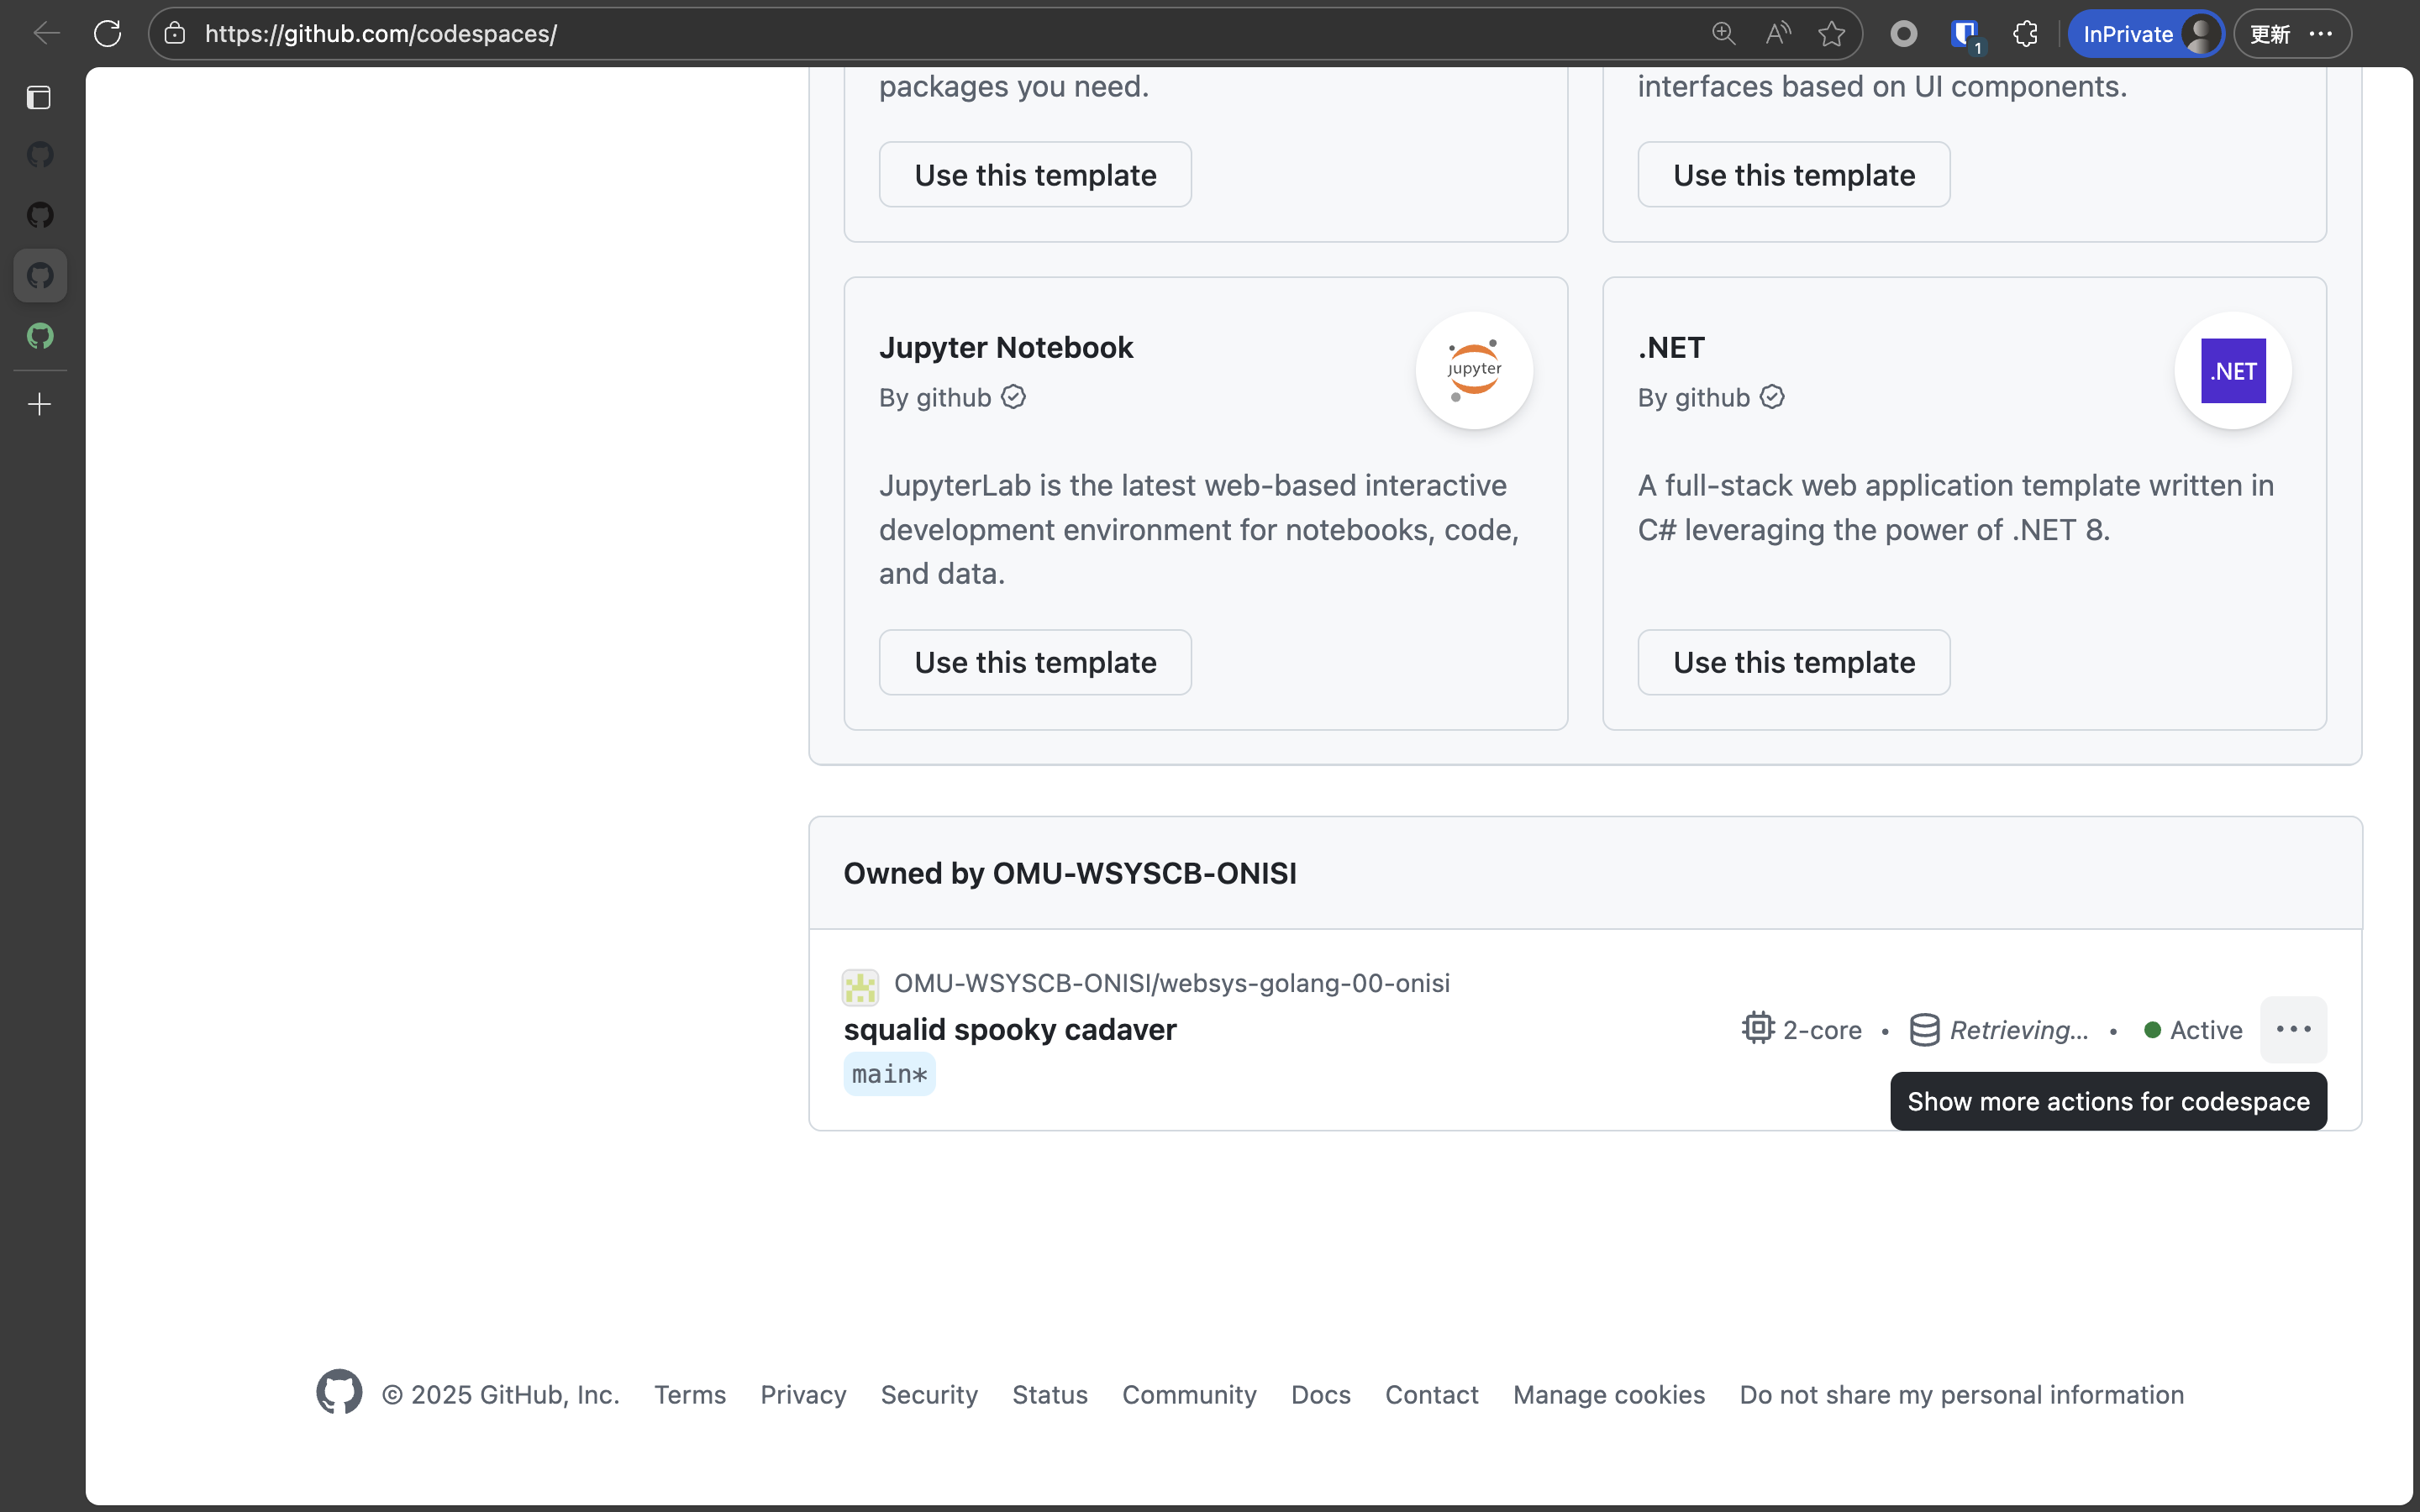 https://github.com/codespaces/
1
InPrivate
更新
packages you need.
interfaces based on UI components.
Use this template
Use this template
Jupyter Notebook
By github
jupyter
JupyterLab is the latest web-based interactive
development environment for notebooks, code,
and data.
Use this template
.NET
By github
.NET
A full-stack web application template written in
C# leveraging the power of .NET 8.
Use this template
Owned by OMU-WSYSCB-ONISI
OMU-WSYSCB-ONISI/websys-golang-00-onisi
squalid spooky cadaver
main*
2-core • Retrieving... • Active
Show more actions for codespace
© 2025 GitHub, Inc. Terms Privacy Security Status Community Docs Contact Manage cookies Do not share my personal information